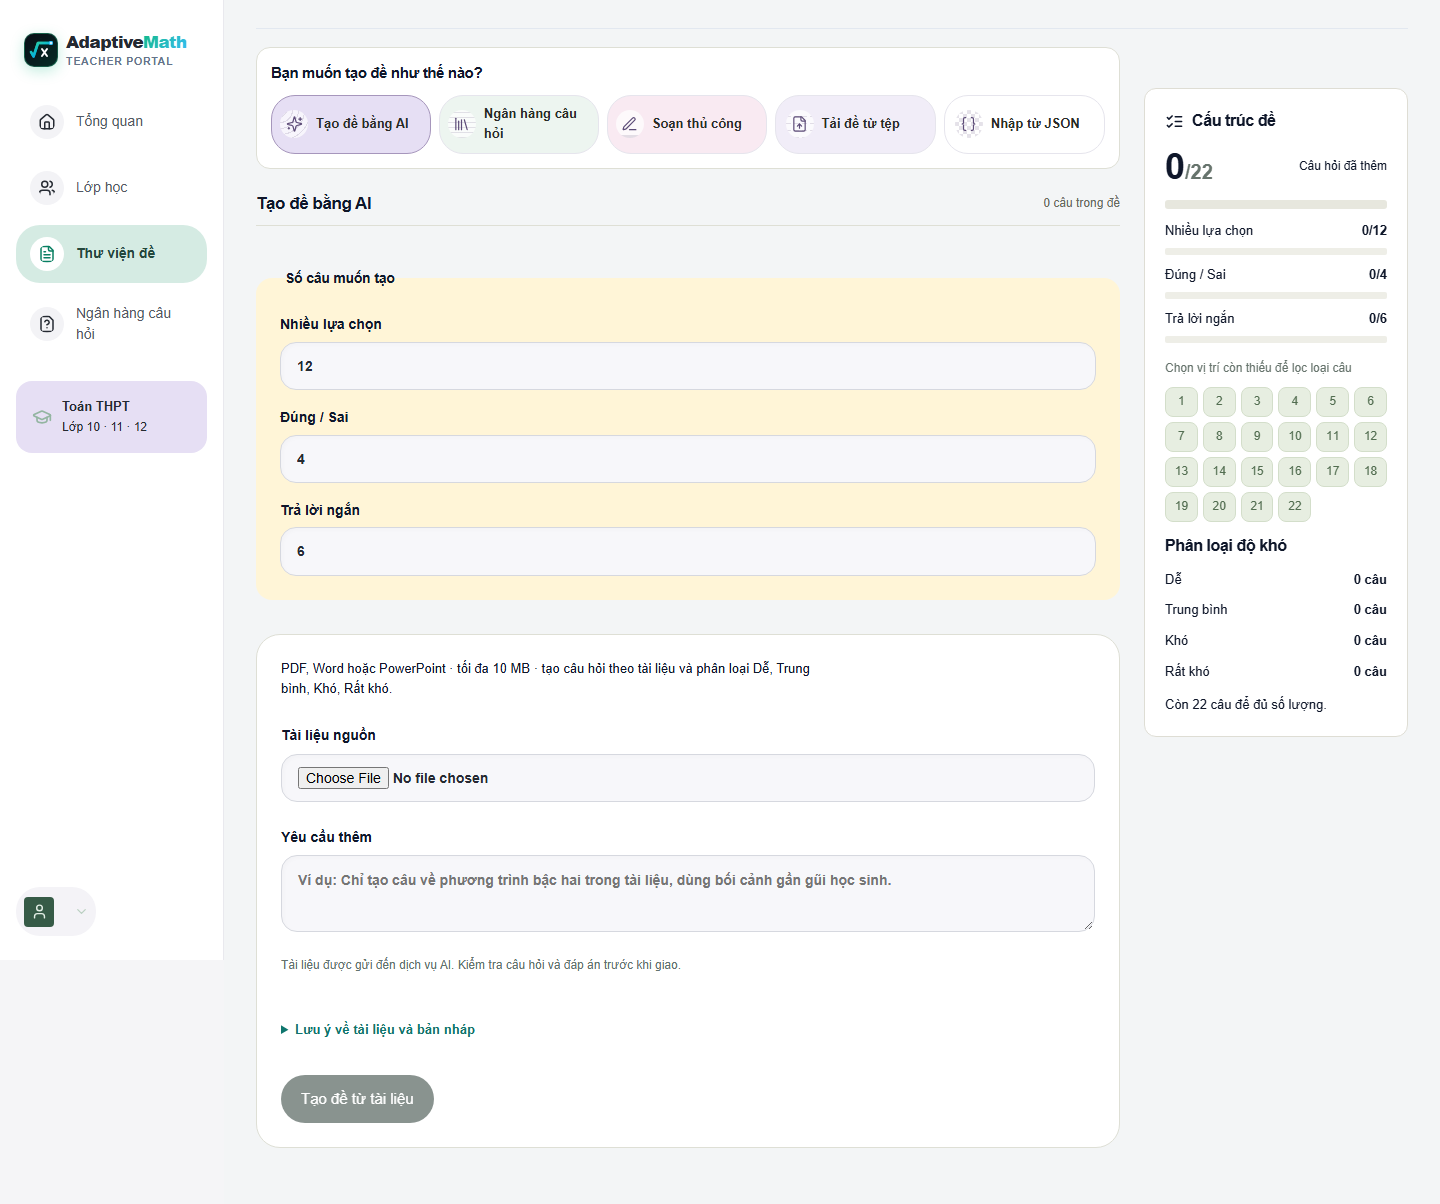 AdaptiveMath
TEACHER PORTAL
Tổng quan
Lớp học
Thư viện đề
Ngân hàng câu
hỏi
Toán THPT
Lớp 10 · 11 · 12
Bạn muốn tạo đề như thế nào?
Tạo đề bằng AI
Ngân hàng câu
hỏi
Soạn thủ công
Tải đề từ tệp
Nhập từ JSON
Tạo đề bằng AI
0 câu trong đề
Số câu muốn tạo
Nhiều lựa chọn
12
Đúng / Sai
4
Trả lời ngắn
6
PDF, Word hoặc PowerPoint · tối đa 10 MB · tạo câu hỏi theo tài liệu và phân loại Dễ, Trung
bình, Khó, Rất khó.
Tài liệu nguồn
Choose File No file chosen
Yêu cầu thêm
Ví dụ: Chỉ tạo câu về phương trình bậc hai trong tài liệu, dùng bối cảnh gần gũi học sinh.
Tài liệu được gửi đến dịch vụ AI. Kiểm tra câu hỏi và đáp án trước khi giao.
Lưu ý về tài liệu và bản nháp
Tạo đề từ tài liệu
Cấu trúc đề
0/22
Câu hỏi đã thêm
Nhiều lựa chọn 0/12
Đúng / Sai 0/4
Trả lời ngắn 0/6
Chọn vị trí còn thiếu để lọc loại câu
1 2 3 4 5 6
7 8 9 10 11 12
13 14 15 16 17 18
19 20 21 22
Phân loại độ khó
Dễ 0 câu
Trung bình 0 câu
Khó 0 câu
Rất khó 0 câu
Còn 22 câu để đủ số lượng.